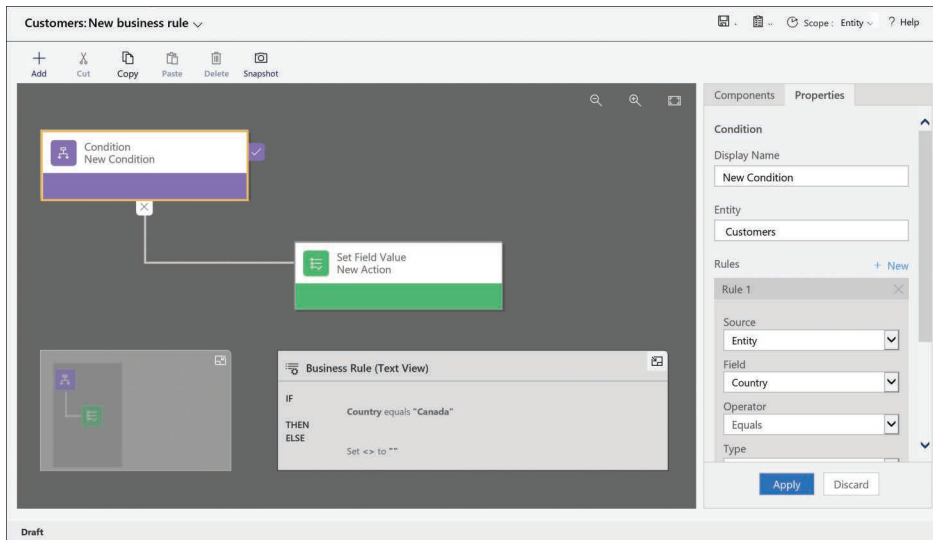 Customers: New business rule
Scope : Entity
? Help
Add Cut Copy Paste Delete Snapshot
Components Properties
Condition
New Condition
Set Field Value
New Action
Business Rule (Text View)
IF
Country equals "Canada"
THEN
ELSE
Set <> to ""
Condition
Display Name
New Condition
Entity
Customers
Rules + New
Rule 1
Source
Entity
Field
Country
Operator
Equals
Type
Apply Discard
Draft